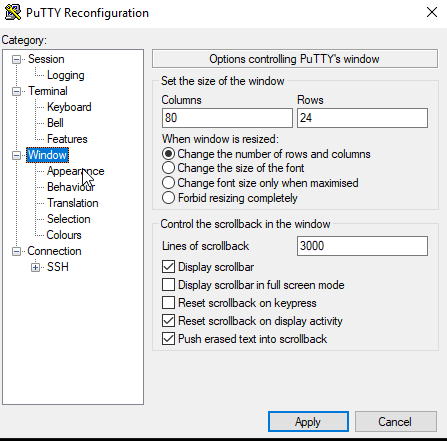 PuTTY Reconfiguration
Category:
Session
Logging
Terminal
Keyboard
Bell
Features
Window
Appearance
Behaviour
Translation
Selection
Colours
Connection
SSH
Options controlling PuTTY's window
Set the size of the window
Columns Rows
80 24
When window is resized:
Change the number of rows and columns
Change the size of the font
Change font size only when maximised
Forbid resizing completely
Control the scrollback in the window
Lines of scrollback 3000
Display scrollbar
Display scrollbar in full screen mode
Reset scrollback on keypress
Reset scrollback on display activity
Push erased text into scrollback
Apply Cancel